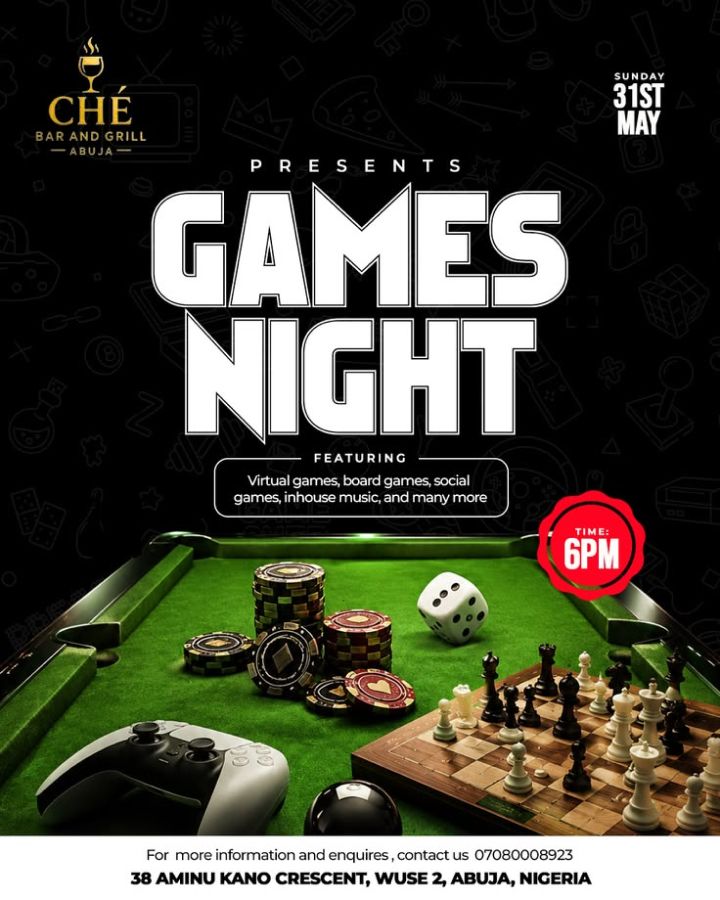 CHÉ
BAR AND GRILL
ABUJA
SUNDAY
31ST
MAY
PRESENTS
GAMES
NIGHT
FEATURING
Virtual games, board games, social
games, inhouse music, and many more
TIME:
6PM
For more information and enquires , contact us 07080008923
38 AMINU KANO CRESCENT, WUSE 2, ABUJA, NIGERIA